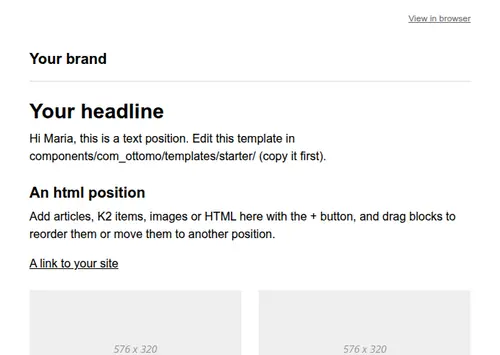 View in browser
Your brand
Your headline
Hi Maria, this is a text position. Edit this template in
components/com_ottomo/templates/starter/ (copy it first).
An html position
Add articles, K2 items, images or HTML here with the + button, and drag blocks to
reorder them or move them to another position.
A link to your site
576 x 320
576 x 320